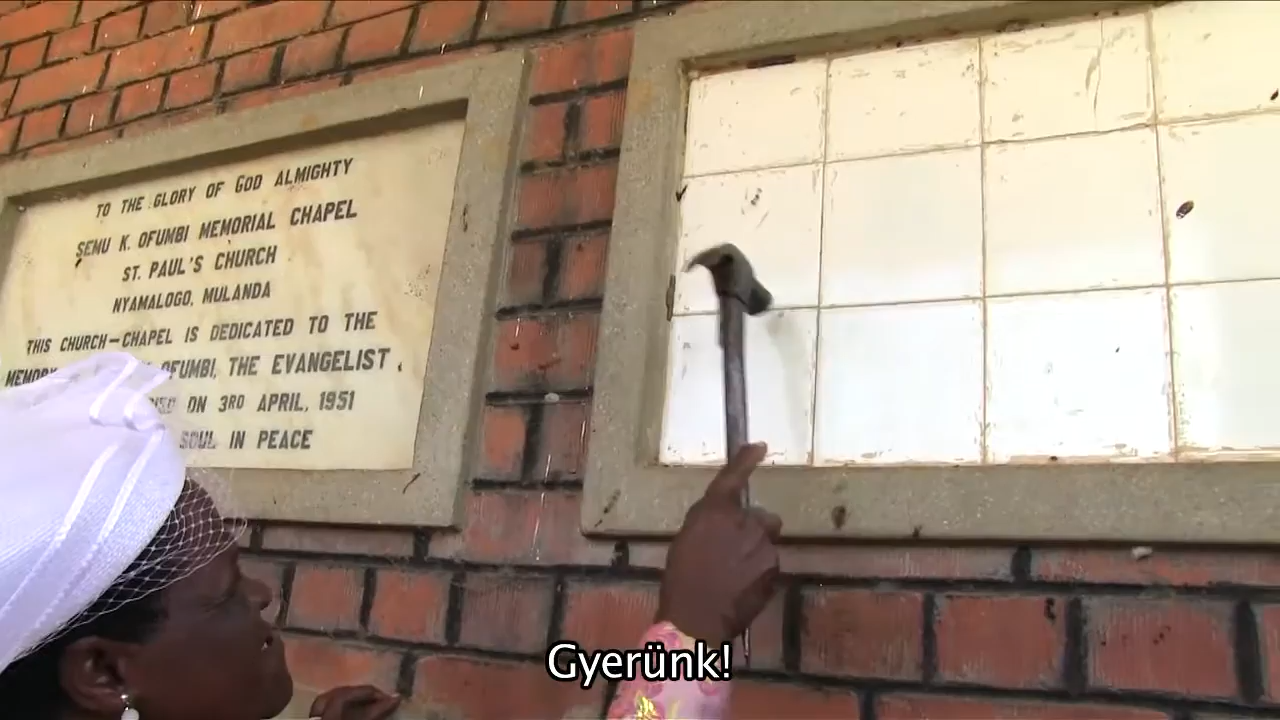 TO THE GLORY OF GOD ALMIGHTY
SEMU K. OFUMBI MEMORIAL CHAPEL
ST. PAUL'S CHURCH
NYAMALOGO, MULANDA
THIS CHURCH-CHAPEL IS DEDICATED TO THE
OFUMBI, THE EVANGELIST.
ON 3RD APRIL, 1951
SOUL IN PEACE
Gyerünk!